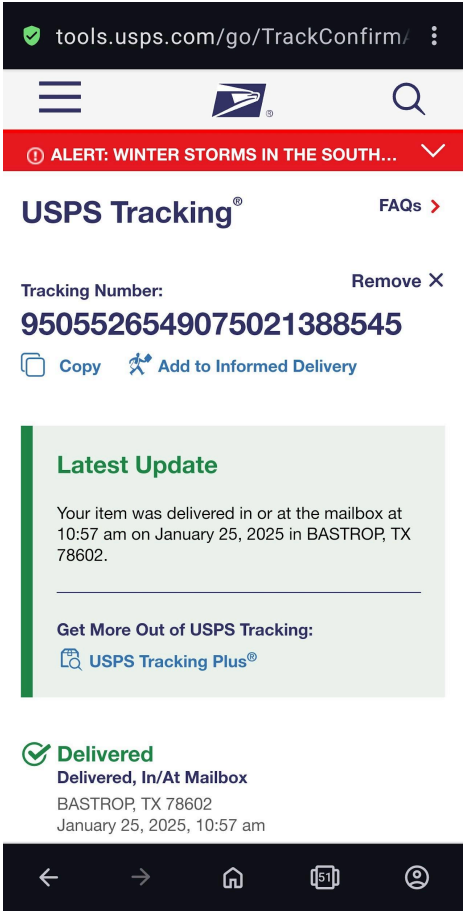 tools.usps.com/go/TrackConfirm
ALERT: WINTER STORMS IN THE SOUTH...
USPS Tracking®
FAQs
Remove
Tracking Number:
9505526549075021388545
Copy
Add to Informed Delivery
Latest Update
Your item was delivered in or at the mailbox at
10:57 am on January 25, 2025 in BASTROP, TX
78602.
Get More Out of USPS Tracking:
USPS Tracking Plus®
Delivered
Delivered, In/At Mailbox
BASTROP, TX 78602
January 25, 2025, 10:57 am
51